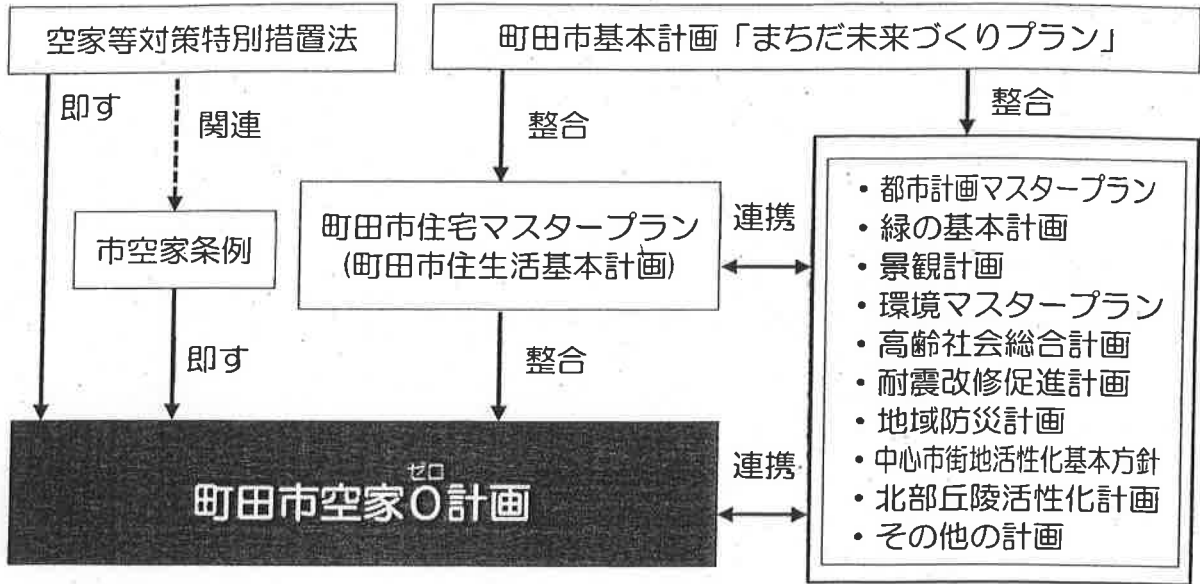 空家等対策特別措置法
町田市基本計画「まちだ未来づくりプラン」
即す
関連
整合
整合
市空家条例
町田市住宅マスタープラン
(町田市住生活基本計画)
連携
・都市計画マスタープラン
・緑の基本計画
・景観計画
・環境マスタープラン
・高齢社会総合計画
・耐震改修促進計画
・地域防災計画
・中心市街地活性化基本方針
・北部丘陵活性化計画
・その他の計画
即す
整合
連携
ゼロ
町田市空家0計画